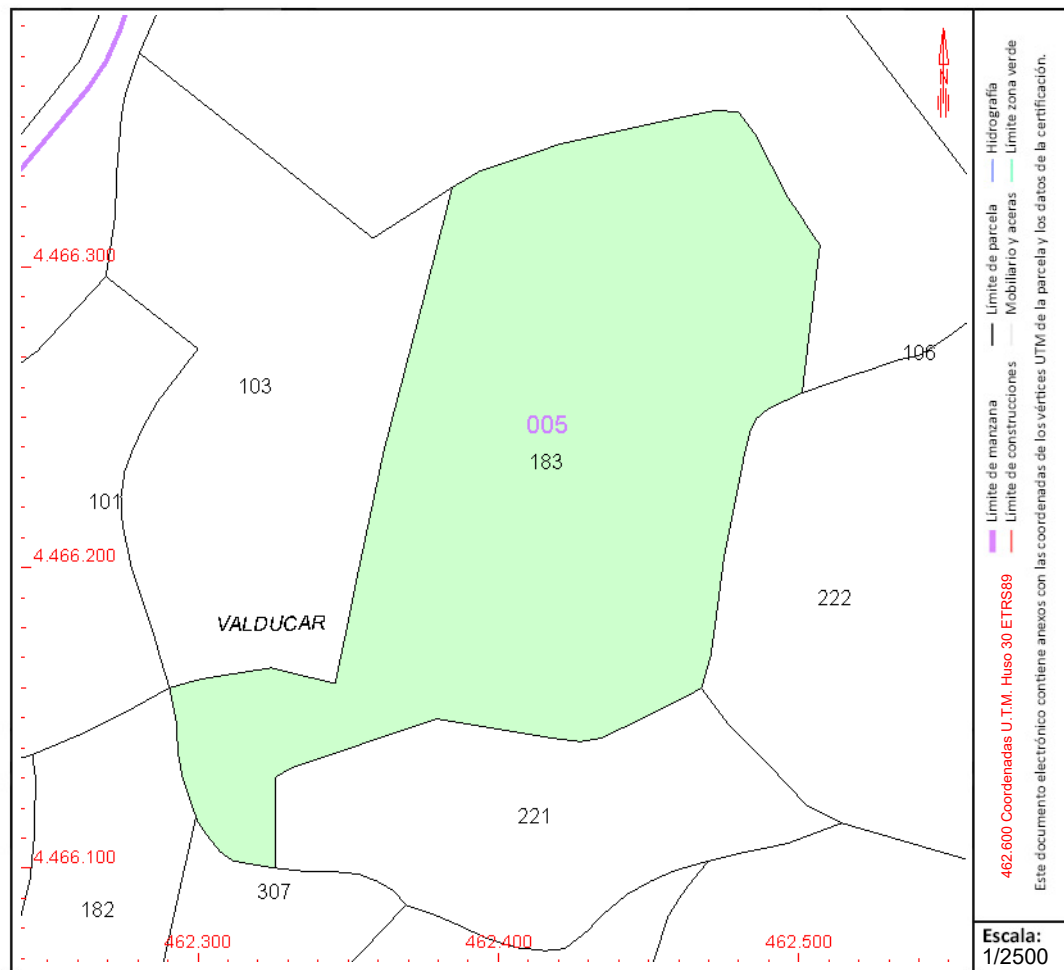 N
4.466.300
106
103
005
183
101
4.466.200
222
VALDUCAR
221
4.466.100
307
182
462.300
462.400
462.500
Límite de manzana
Límite de parcela
Hidrografía
Límite de construcciones
Mobiliario y aceras
Límite zona verde
462.600 Coordenadas U.T.M. Huso 30 ETRS89
Este documento electrónico contiene anexos con las coordenadas de los vértices UTM de la parcela y los datos de la certificación.
Escala:
1/2500